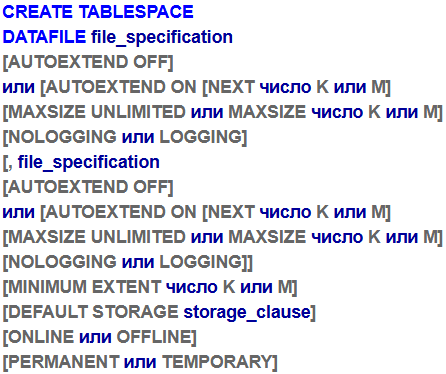 CREATE TABLESPACE
DATAFILE file_specification
[AUTOEXTEND OFF]
или [AUTOEXTEND ON [NEXT число K или M]
[MAXSIZE UNLIMITED или MAXSIZE число K или M]
[NOLOGGING или LOGGING]
[, file_specification
[AUTOEXTEND OFF]
или [AUTOEXTEND ON [NEXT число K или M]
[MAXSIZE UNLIMITED или MAXSIZE число K или M]
[NOLOGGING или LOGGING]]
[MINIMUM EXTENT число K или M]
[DEFAULT STORAGE storage_clause]
[ONLINE или OFFLINE]
[PERMANENT или TEMPORARY]